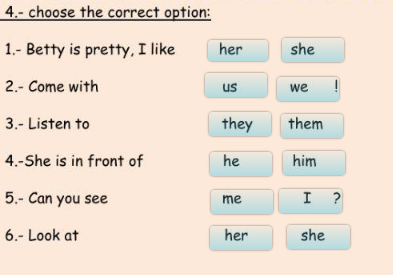 4.- choose the correct option:
1.- Betty is pretty, I like her she
2.- Come with us we !
3.- Listen to they them
4.-She is in front of he him
5.- Can you see me I ?
6.- Look at her she